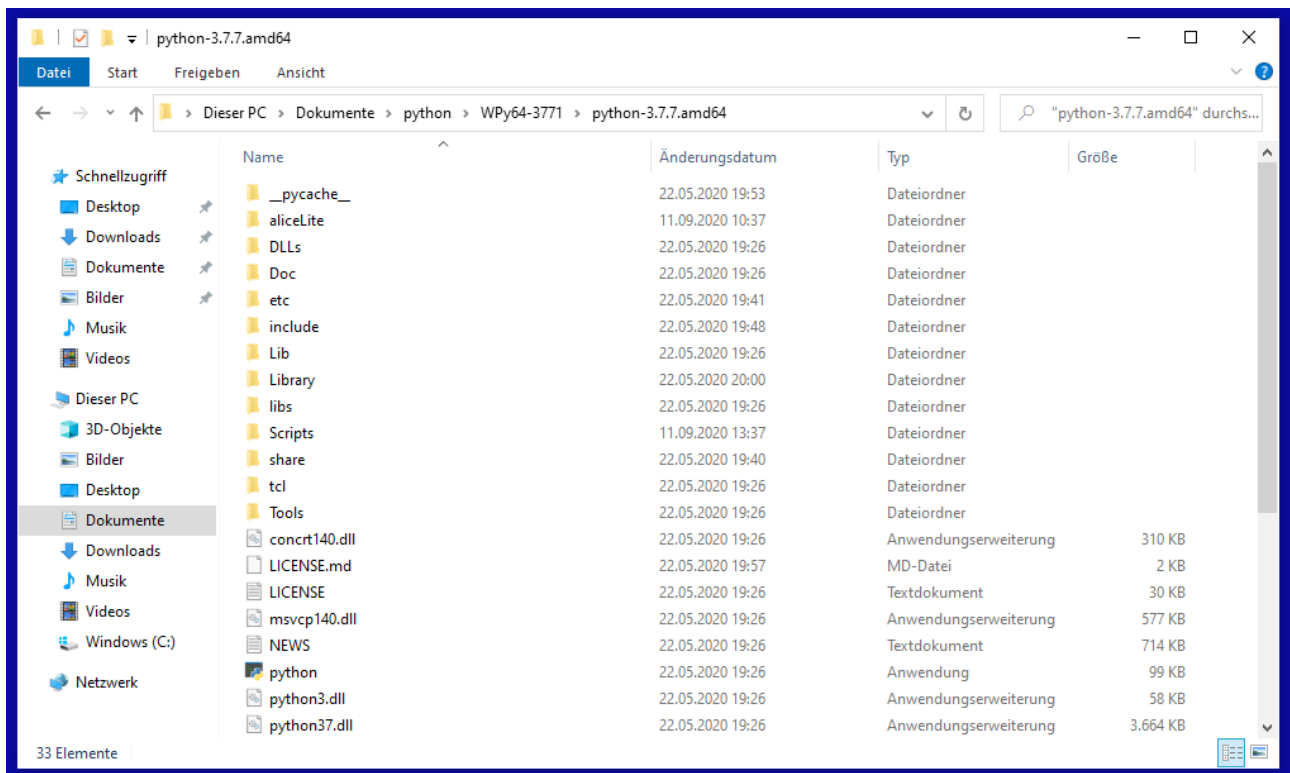 python-3.7.7.amd64
Datei Start Freigeben Ansicht
Dieser PC > Dokumente > python > WPy64-3771 > python-3.7.7.amd64 "python-3.7.7.amd64" durchs...
Name Änderungsdatum Typ Größe
Schnellzugriff
Desktop
Downloads
Dokumente
Bilder
Musik
Videos
Dieser PC
3D-Objekte
Bilder
Desktop
Dokumente
Downloads
Musik
Videos
Windows (C:)
Netzwerk
__pycache__ 22.05.2020 19:53 Dateiordner
aliceLite 11.09.2020 10:37 Dateiordner
DLLs 22.05.2020 19:26 Dateiordner
Doc 22.05.2020 19:26 Dateiordner
etc 22.05.2020 19:41 Dateiordner
include 22.05.2020 19:48 Dateiordner
Lib 22.05.2020 19:26 Dateiordner
Library 22.05.2020 20:00 Dateiordner
libs 22.05.2020 19:26 Dateiordner
Scripts 11.09.2020 13:37 Dateiordner
share 22.05.2020 19:40 Dateiordner
tcl 22.05.2020 19:26 Dateiordner
Tools 22.05.2020 19:26 Dateiordner
concrt140.dll 22.05.2020 19:26 Anwendungserweiterung 310 KB
LICENSE.md 22.05.2020 19:57 MD-Datei 2 KB
LICENSE 22.05.2020 19:26 Textdokument 30 KB
msvcp140.dll 22.05.2020 19:26 Anwendungserweiterung 577 KB
NEWS 22.05.2020 19:26 Textdokument 714 KB
python 22.05.2020 19:26 Anwendung 99 KB
python3.dll 22.05.2020 19:26 Anwendungserweiterung 58 KB
python37.dll 22.05.2020 19:26 Anwendungserweiterung 3.664 KB
33 Elemente